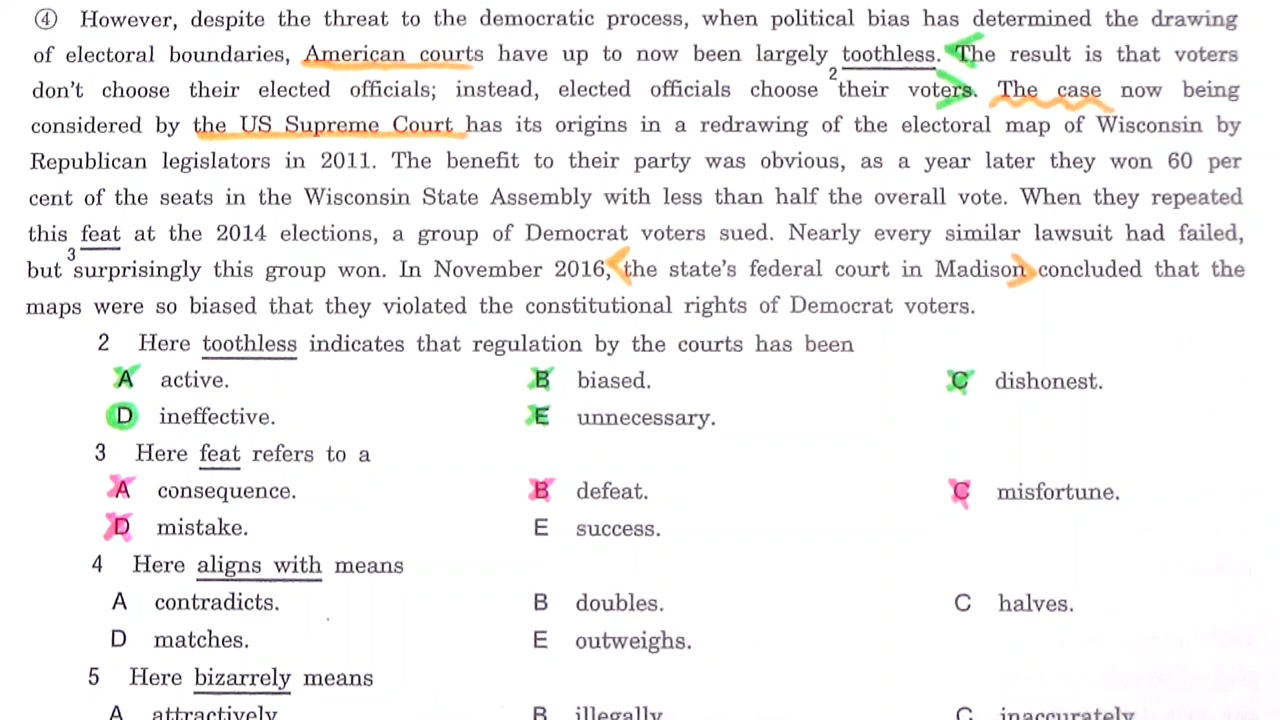 ④ However, despite the threat to the democratic process, when political bias has determined the drawing
of electoral boundaries, American courts have up to now been largely toothless. The result is that voters
2
don't choose their elected officials; instead, elected officials choose their voters. The case now being
considered by the US Supreme Court has its origins in a redrawing of the electoral map of Wisconsin by
Republican legislators in 2011. The benefit to their party was obvious, as a year later they won 60 per
cent of the seats in the Wisconsin State Assembly with less than half the overall vote. When they repeated
this feat at the 2014 elections, a group of Democrat voters sued. Nearly every similar lawsuit had failed,
3
but surprisingly this group won. In November 2016, the state's federal court in Madison concluded that the
maps were so biased that they violated the constitutional rights of Democrat voters.
2 Here toothless indicates that regulation by the courts has been
A active. B biased. C dishonest.
D ineffective. E unnecessary.
3 Here feat refers to a
A consequence. B defeat. C misfortune.
D mistake. E success.
4 Here aligns with means
A contradicts. B doubles. C halves.
D matches. E outweighs.
5 Here bizarrely means
A attractively B illegally C inaccurately